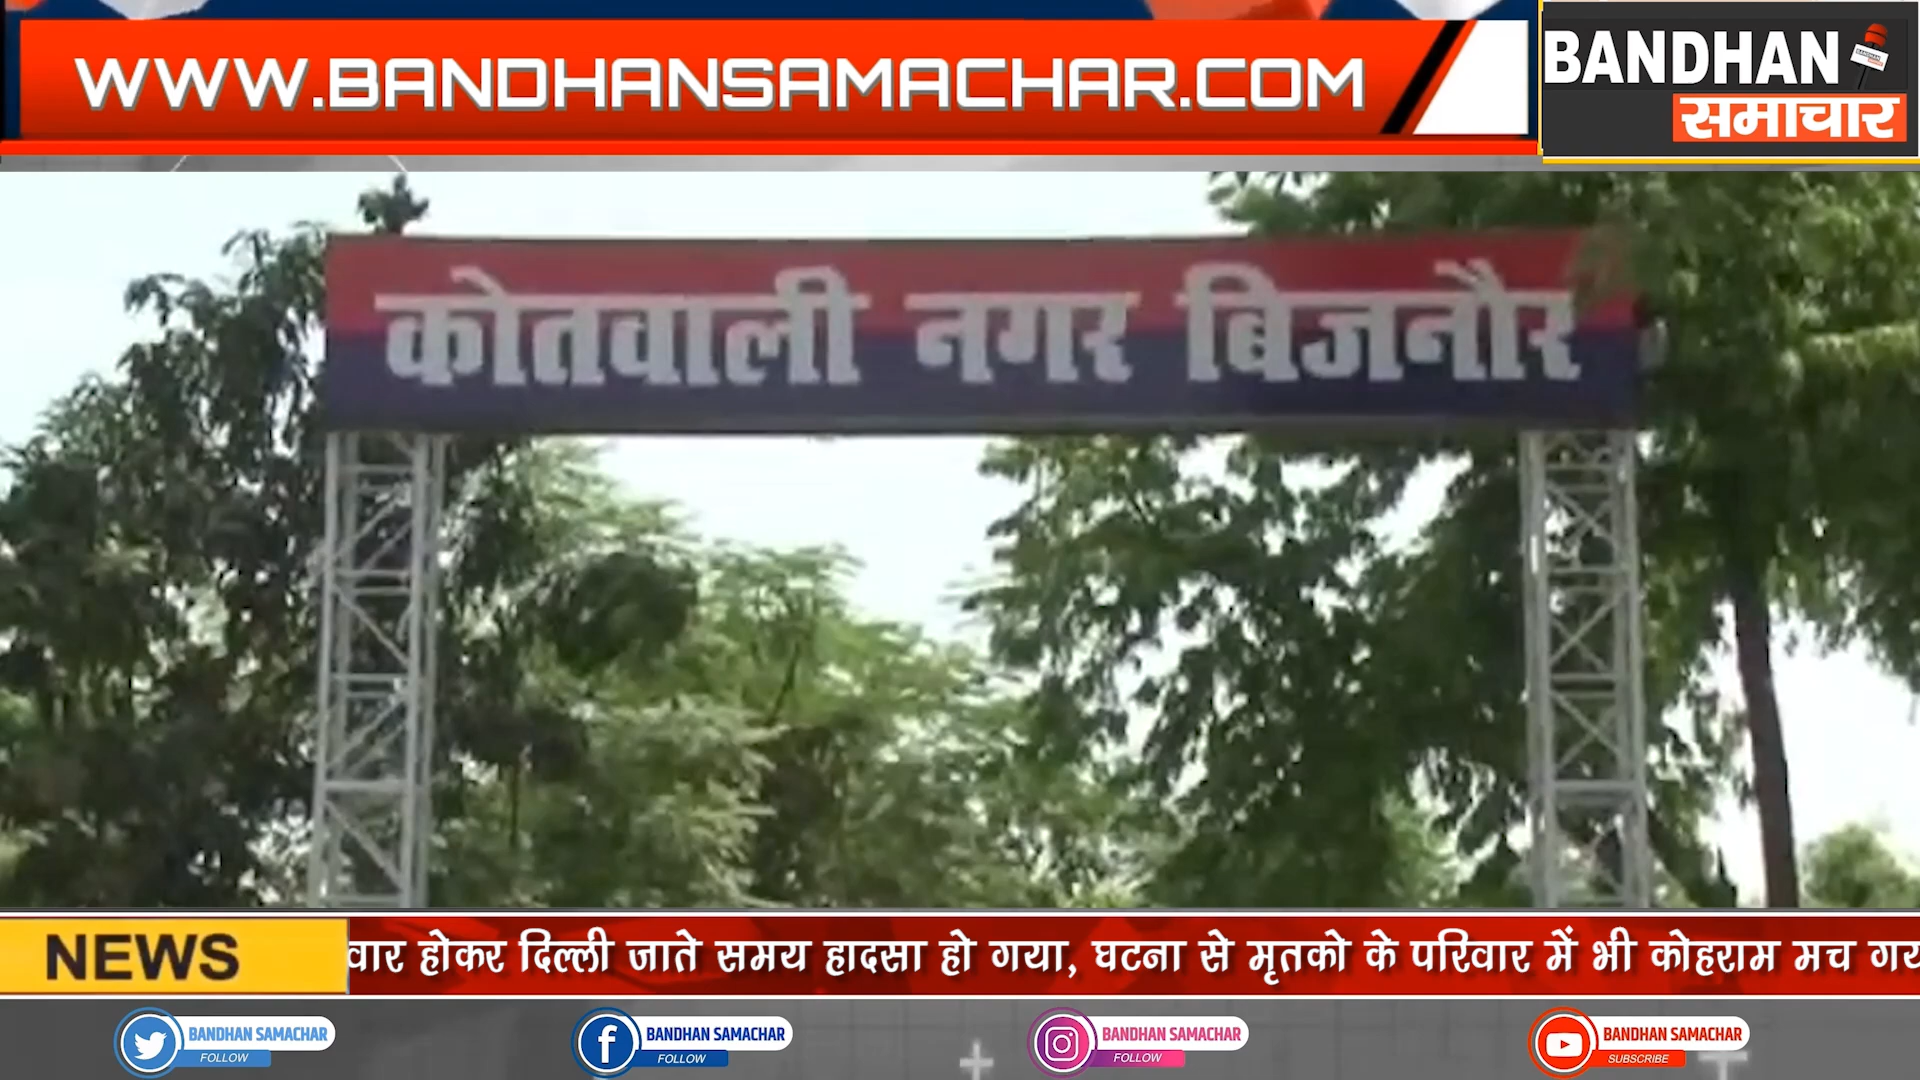 WWW.BANDHANSAMACHAR.COM
BANDHAN
समाचार
कोतवाली नगर बिजनौर
NEWS
वार होकर दिल्ली जाते समय हादसा हो गया, घटना से मृतको के परिवार में भी कोहराम मच गय
BANDHAN SAMACHAR
FOLLOW
BANDHAN SAMACHAR
FOLLOW
BANDHAN SAMACHAR
FOLLOW
BANDHAN SAMACHAR
SUBSCRIBE